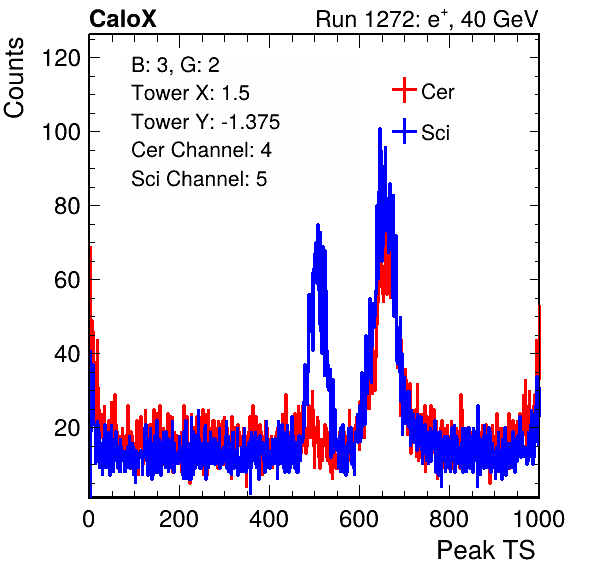 CaloX Run 1272: e+, 40 GeV
Counts
B: 3, G: 2
Tower X: 1.5
Tower Y: -1.375
Cer Channel: 4
Sci Channel: 5
Cer
Sci
120
100
80
60
40
20
0 200 400 600 800 1000
Peak TS